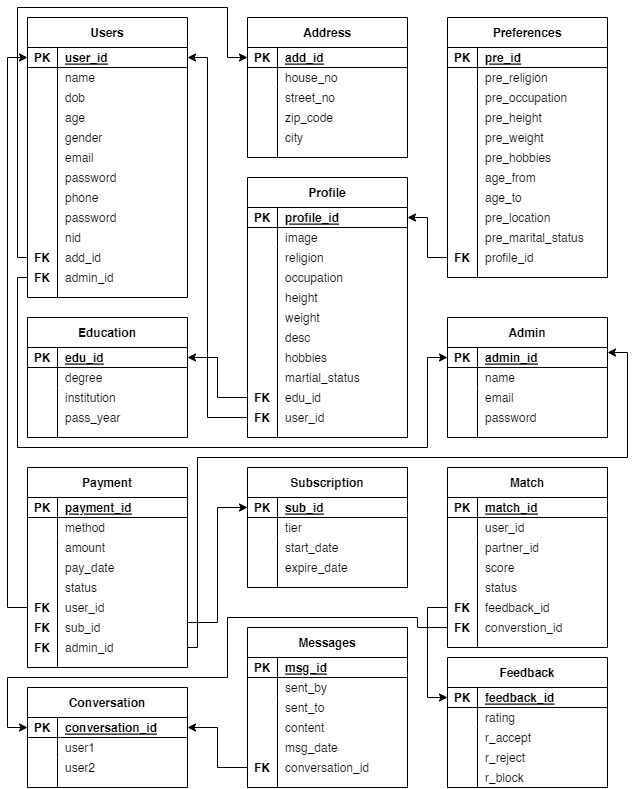 Users
PK user_id
name
dob
age
gender
email
password
phone
password
nid
FK add_id
FK admin_id
Address
PK add_id
house_no
street_no
zip_code
city
Preferences
PK pre_id
pre_religion
pre_occupation
pre_height
pre_weight
pre_hobbies
age_from
age_to
pre_location
pre_marital_status
FK profile_id
Profile
PK profile_id
image
religion
occupation
height
weight
desc
hobbies
martial_status
FK edu_id
FK user_id
Education
PK edu_id
degree
institution
pass_year
Admin
PK admin_id
name
email
password
Payment
PK payment_id
method
amount
pay_date
status
FK user_id
FK sub_id
FK admin_id
Subscription
PK sub_id
tier
start_date
expire_date
Match
PK match_id
user_id
partner_id
score
status
FK feedback_id
FK converstion_id
Messages
PK msg_id
sent_by
sent_to
content
msg_date
FK conversation_id
Conversation
PK conversation_id
user1
user2
Feedback
PK feedback_id
rating
r_accept
r_reject
r_block